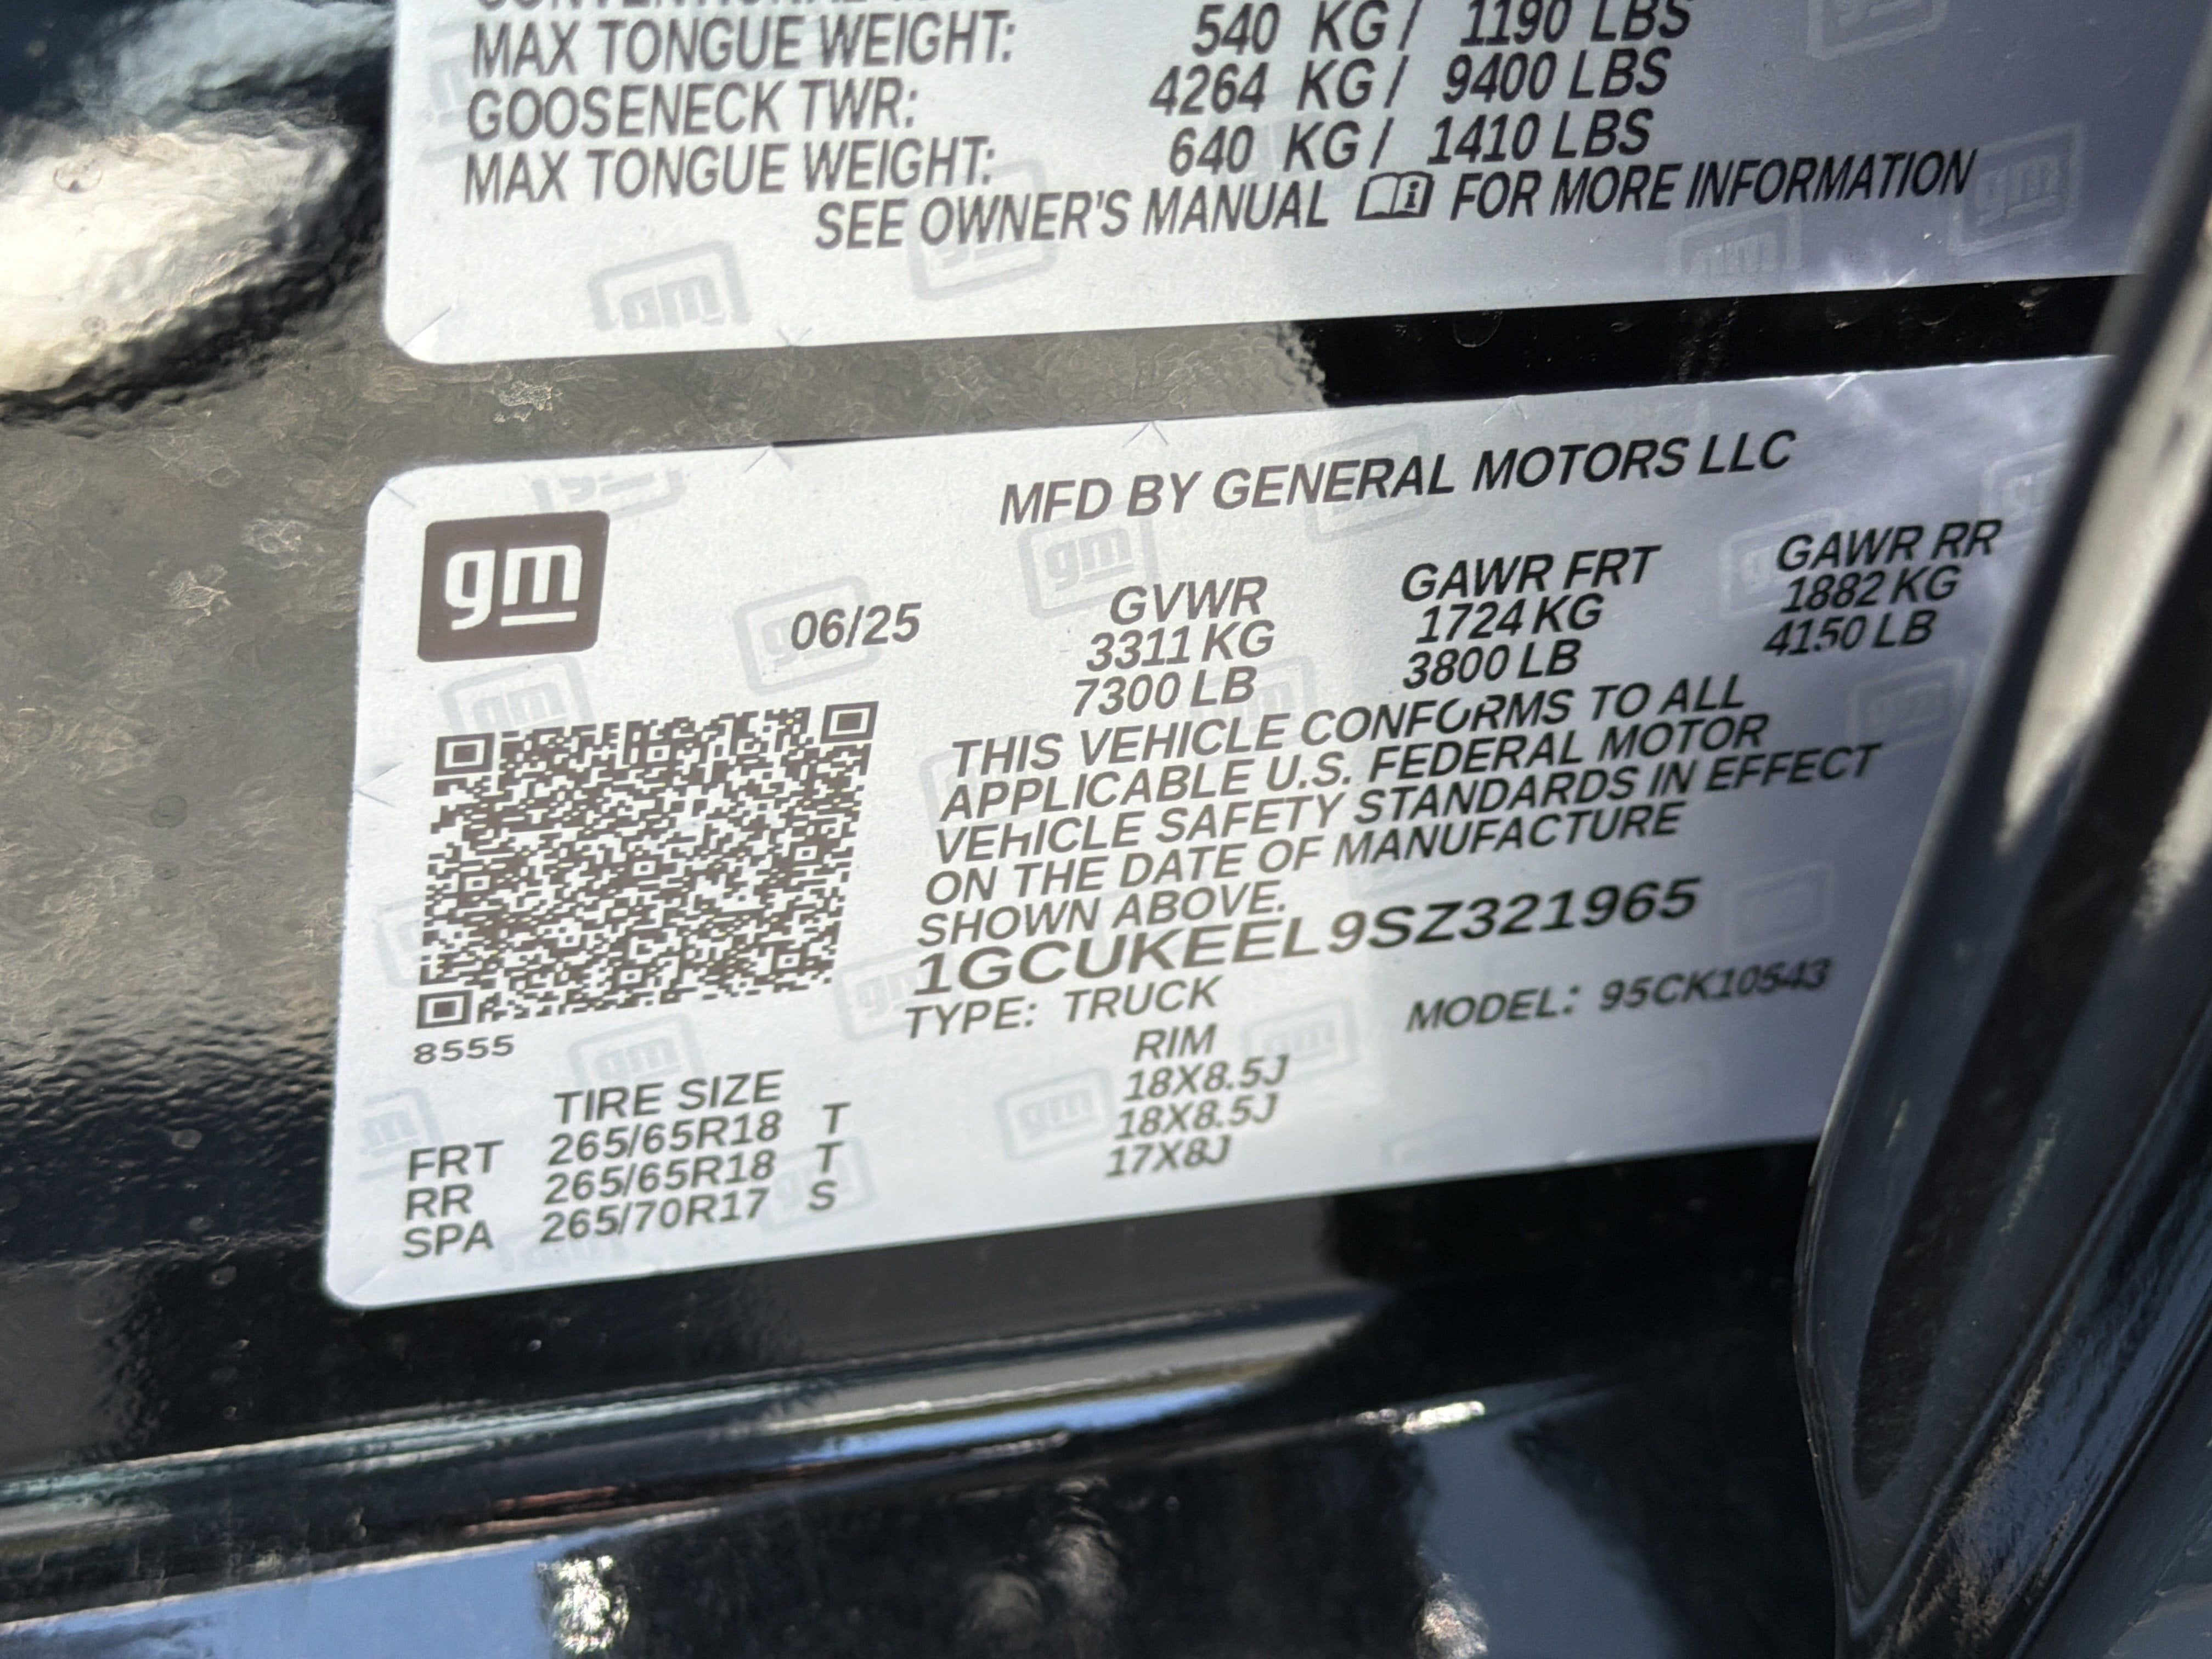 MAX TONGUE WEIGHT: 540 KG / 1190 LBS
GOOSENECK TWR: 4264 KG / 9400 LBS
MAX TONGUE WEIGHT: 640 KG / 1410 LBS
SEE OWNER'S MANUAL FOR MORE INFORMATION
gm
MFD BY GENERAL MOTORS LLC
06/25 GVWR GAWR FRT GAWR RR
3311 KG 1724 KG 1882 KG
7300 LB 3800 LB 4150 LB
THIS VEHICLE CONFORMS TO ALL
APPLICABLE U.S. FEDERAL MOTOR
VEHICLE SAFETY STANDARDS IN EFFECT
ON THE DATE OF MANUFACTURE
SHOWN ABOVE.
1GCUKEEL9SZ321965
TYPE: TRUCK MODEL: 95CK10543
8555
TIRE SIZE RIM
FRT 265/65R18 T 18X8.5J
RR 265/65R18 T 18X8.5J
SPA 265/70R17 S 17X8J